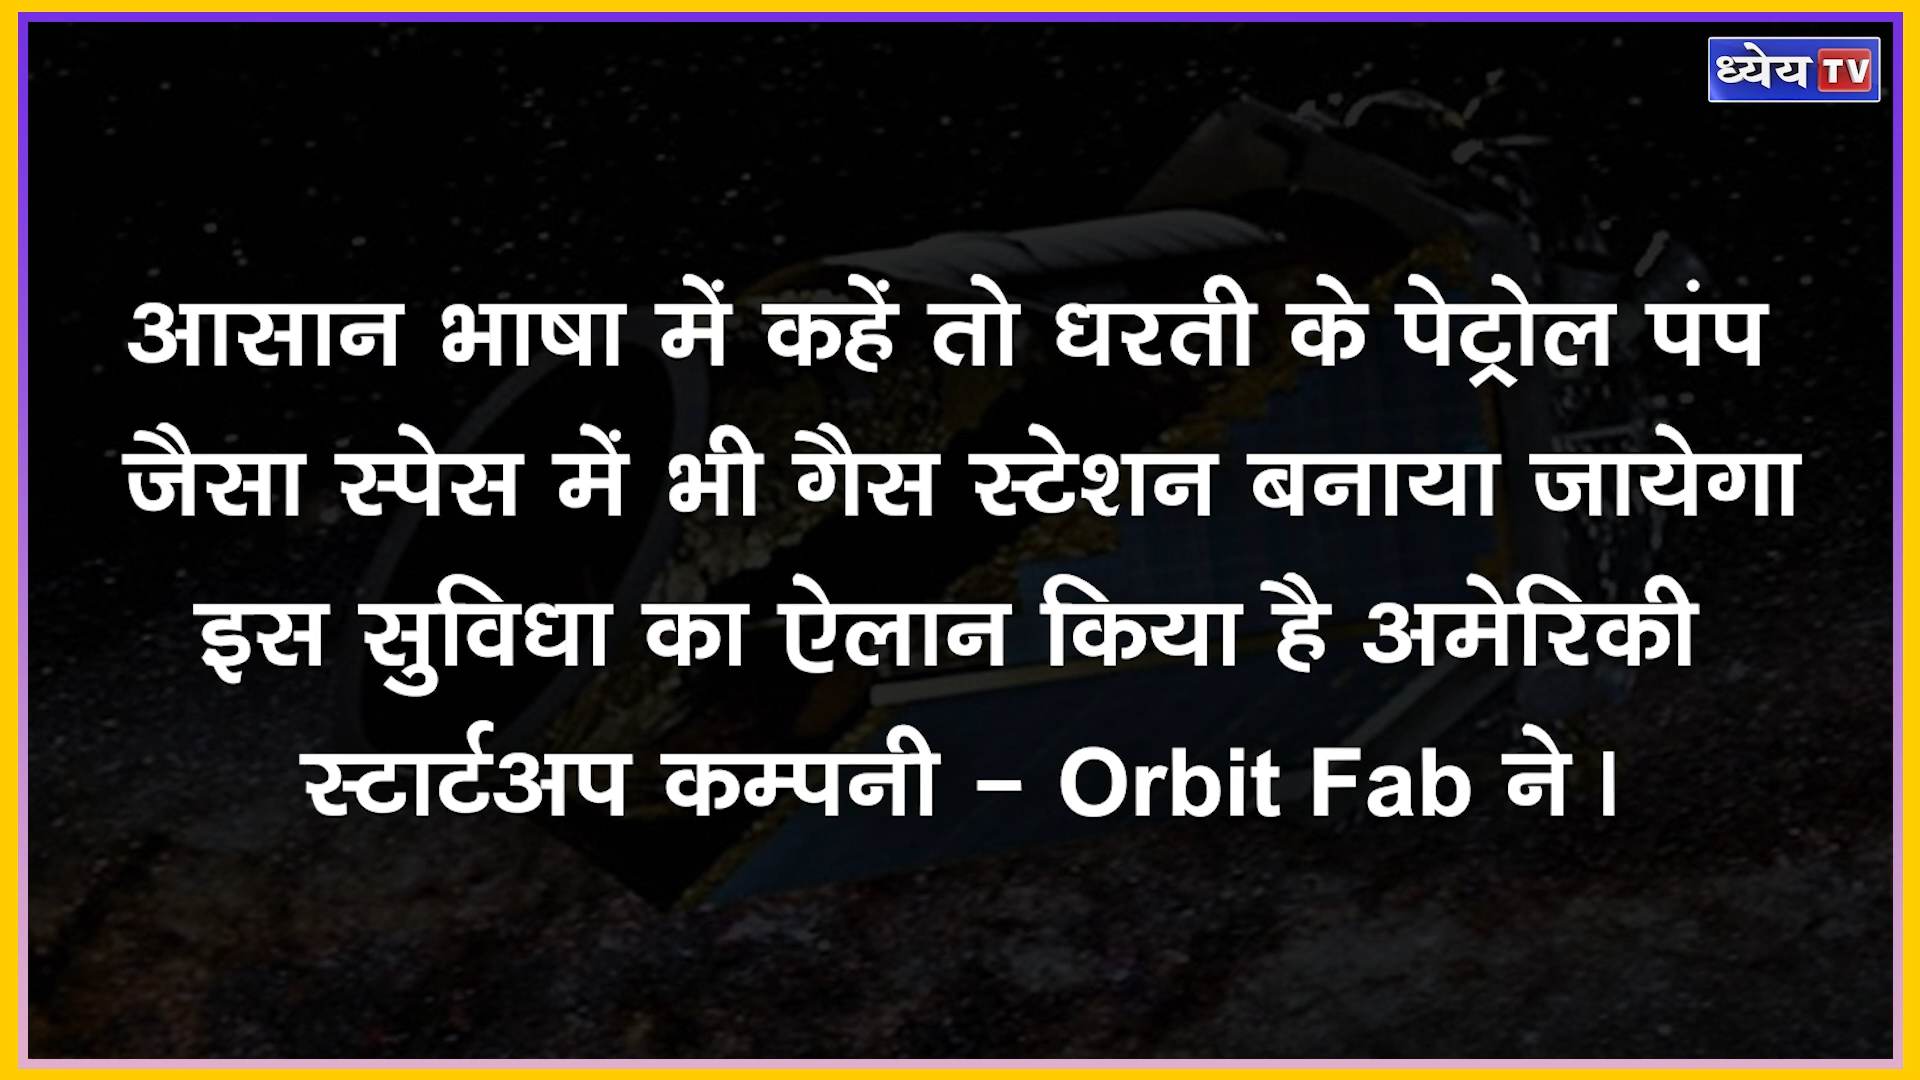 ध्येय TV
आसान भाषा में कहें तो धरती के पेट्रोल पंप
जैसा स्पेस में भी गैस स्टेशन बनाया जायेगा
इस सुविधा का ऐलान किया है अमेरिकी
स्टार्टअप कम्पनी – Orbit Fab ने।